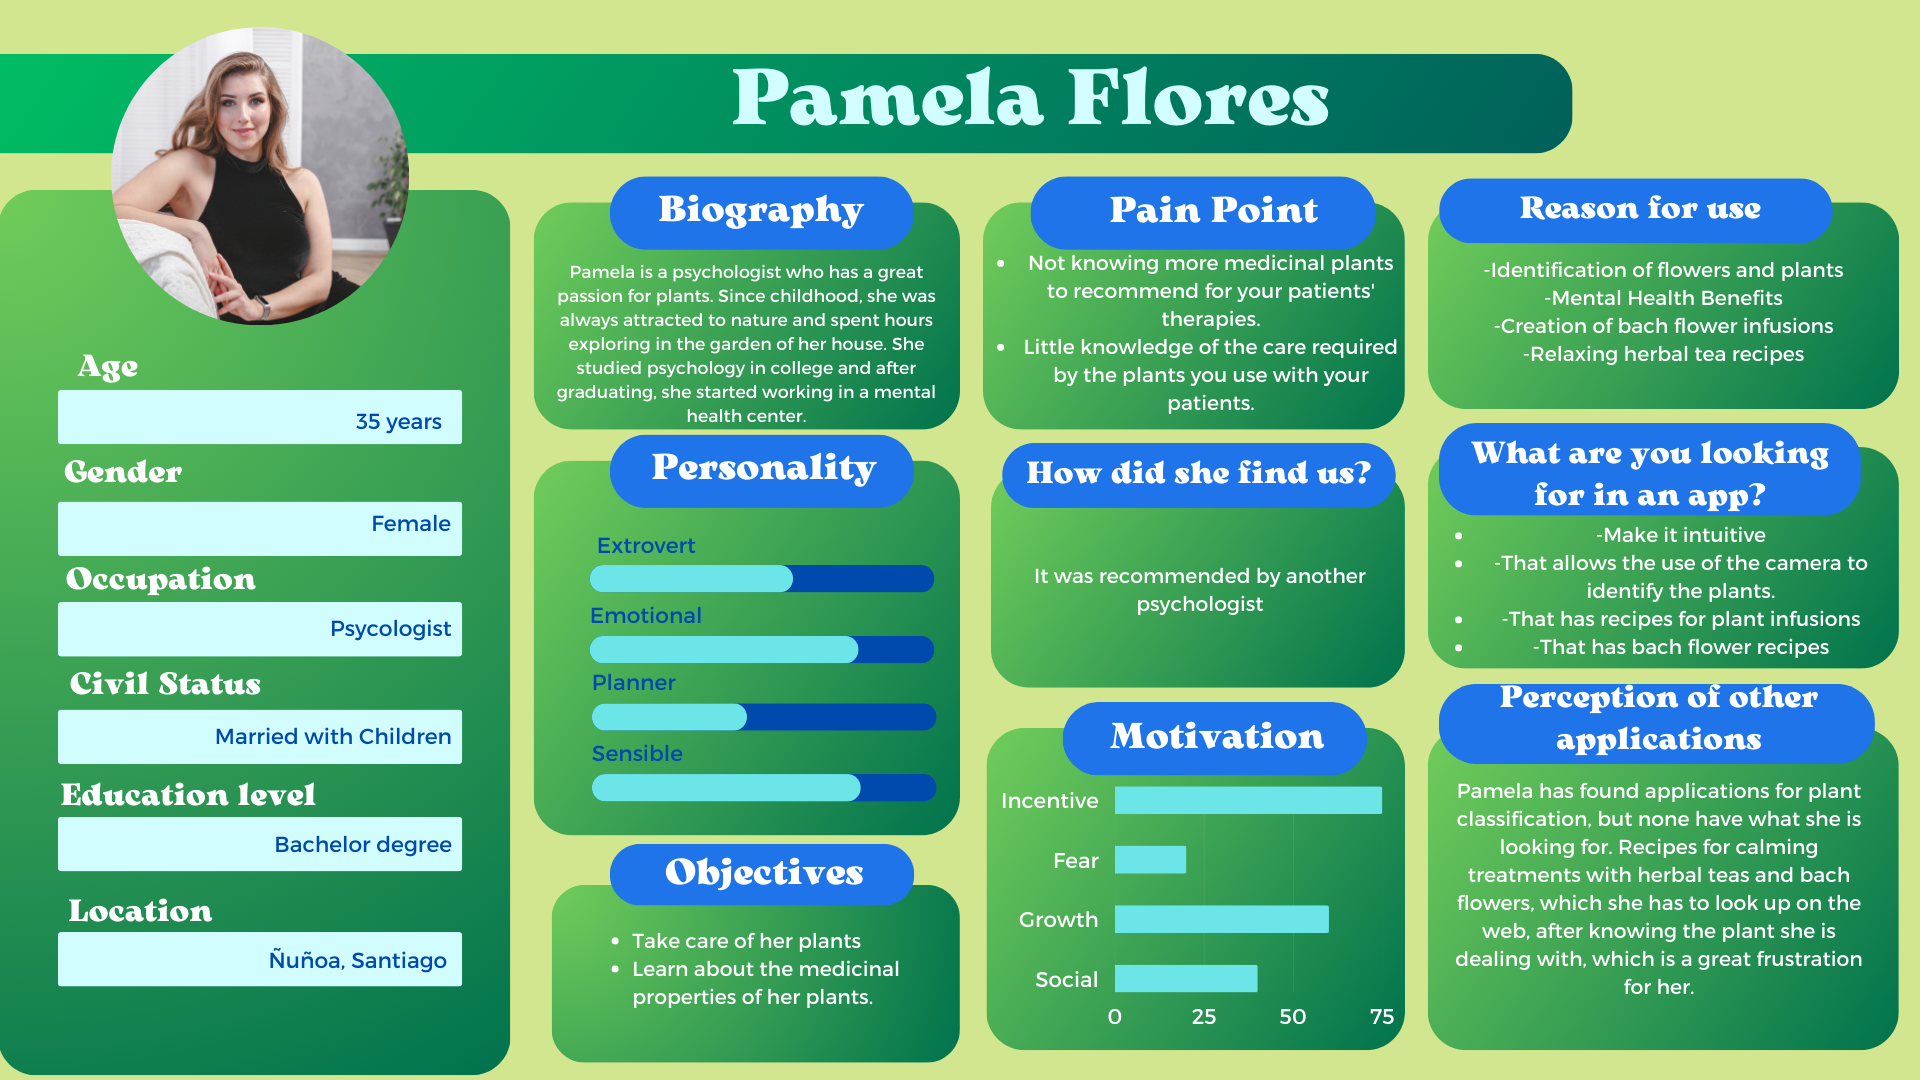 Pamela Flores
Age
35 years
Gender
Female
Occupation
Psycologist
Civil Status
Married with Children
Education level
Bachelor degree
Location
Ñuñoa, Santiago
Biography
Pamela is a psychologist who has a great
passion for plants. Since childhood, she was
always attracted to nature and spent hours
exploring in the garden of her house. She
studied psychology in college and after
graduating, she started working in a mental
health center.
Personality
Extrovert
Emotional
Planner
Sensible
Objectives
• Take care of her plants
• Learn about the medicinal
properties of her plants.
Pain Point
• Not knowing more medicinal plants
to recommend for your patients'
therapies.
• Little knowledge of the care required
by the plants you use with your
patients.
How did she find us?
It was recommended by another
psychologist
Motivation
Incentive
Fear
Growth
Social
0 25 50 75
Reason for use
-Identification of flowers and plants
-Mental Health Benefits
-Creation of bach flower infusions
-Relaxing herbal tea recipes
What are you looking
for in an app?
• -Make it intuitive
• -That allows the use of the camera to
identify the plants.
• -That has recipes for plant infusions
• -That has bach flower recipes
Perception of other
applications
Pamela has found applications for plant
classification, but none have what she is
looking for. Recipes for calming
treatments with herbal teas and bach
flowers, which she has to look up on the
web, after knowing the plant she is
dealing with, which is a great frustration
for her.